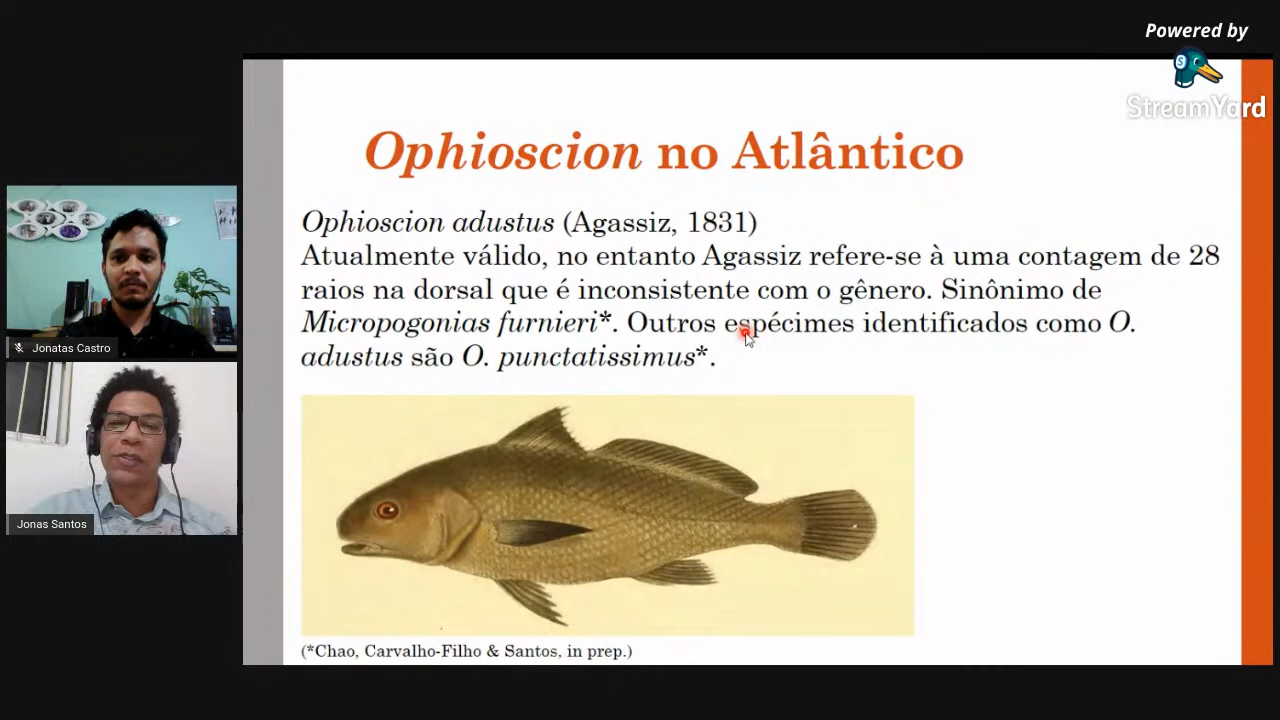 Powered by
StreamYard
Ophioscion no Atlântico
Ophioscion adustus (Agassiz, 1831)
Atualmente válido, no entanto Agassiz refere-se à uma contagem de 28
raios na dorsal que é inconsistente com o gênero. Sinônimo de
Micropogonias furnieri*. Outros espécimes identificados como O.
adustus são O. punctatissimus*.
(*Chao, Carvalho-Filho & Santos, in prep.)
Jonatas Castro
Jonas Santos